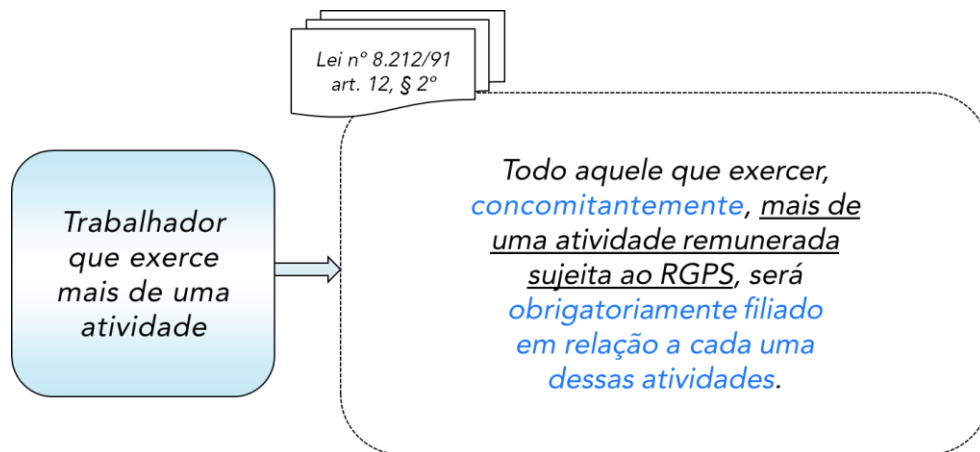 Lei nº 8.212/91
art. 12, § 2º
Trabalhador
que exerce
mais de uma
atividade
Todo aquele que exercer,
concomitantemente, mais de
uma atividade remunerada
sujeita ao RGPS, será
obrigatoriamente filiado
em relação a cada uma
dessas atividades.